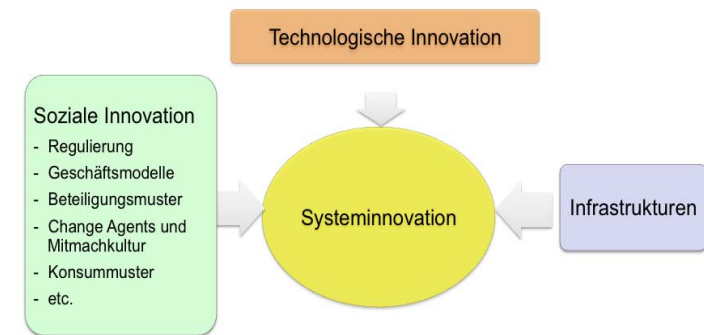 Technologische Innovation
Soziale Innovation
- Regulierung
- Geschäftsmodelle
- Beteiligungsmuster
- Change Agents und
Mitmachkultur
- Konsummuster
- etc.
Systeminnovation
Infrastrukturen